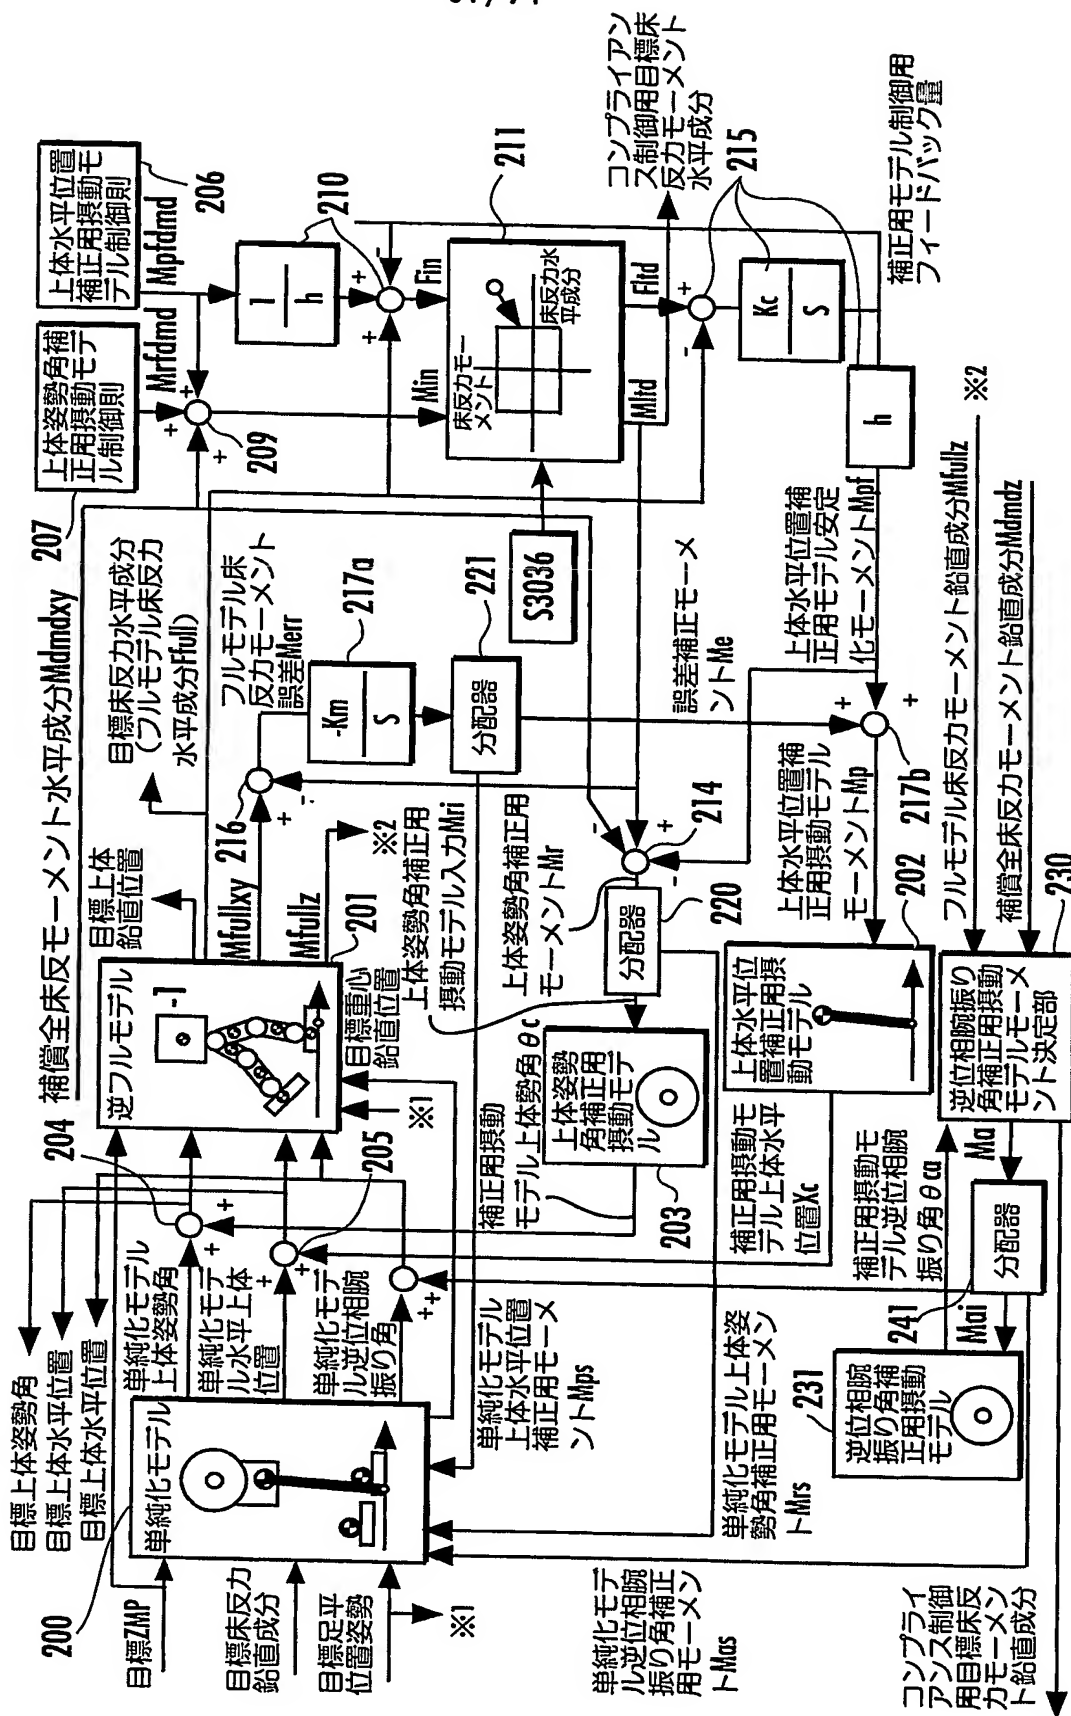 補償全床反モーメント水平成分Mdmdxy
207
上体姿勢角補
正用摂動モデ
ル制御則
Mrfdmd
上体水平位置
補正用摂動モ
デル制御則
206
Mpfdmd
+
+
+
209
1
h
210
+
+
-
Fin
Min
211
床反力モー
メント
床反力水
平成分
S3036
Mltd
Fltd
コンプライアン
ス制御用目標床
反力モーメント
水平成分
+
-
215
Kc
S
h
補正用モデル制御用
フィードバック量
目標床反力水平成分
(フルモデル床反力
水平成分Ffull)
目標上体
鉛直位置
204
逆フルモデル
-1
201
Mfullxy
Mfullz
※2
216
+
-
フルモデル床
反力モーメント
誤差Merr
217a
-Km
S
221
分配器
誤差補正モーメ
ントMe
上体水平位置補
正用モデル安定
化モーメントMpf
+
+
217b
上体水平位置補
正用摂動モデル
モーメントMp
202
上体水平位
置補正用摂
動モデル
-
+
-
214
上体姿勢角補正用
モーメントMr
220
分配器
上体姿勢角補正用
摂動モデル入力Mri
目標重心
鉛直位置
※1
補正用摂動
モデル上体姿勢角θc
上体姿勢
角補正用
摂動モデ
ル
203
補正用摂動モ
デル上体水平
位置Xc
フルモデル床反力モーメント鉛直成分Mfullz
※2
補償全床反力モーメント鉛直成分Mdmdz
230
逆位相腕振り
角補正用摂動
モデルモーメ
ント決定部
Ma
補正用摂動モ
デル逆位相腕
振り角θca
241
分配器
Mai
231
逆位相腕
振り角補
正用摂動
モデル
205
+
+
+
+
+
+
単純化モデル
上体姿勢角
単純化モデ
ル水平上体
位置
単純化モデ
ル逆位相腕
振り角
目標上体姿勢角
目標上体水平位置
目標上体水平位置
200
単純化モデル
目標ZMP
目標床反力
鉛直成分
目標足平
位置姿勢
※1
単純化モデル
上体水平位置
補正用モーメ
ントMps
単純化モデル上体姿
勢角補正用モーメン
トMrs
単純化モデ
ル逆位相腕
振り角補正
用モーメン
トMas
コンプライ
アンス制御
用目標床反
力モーメン
ト鉛直成分